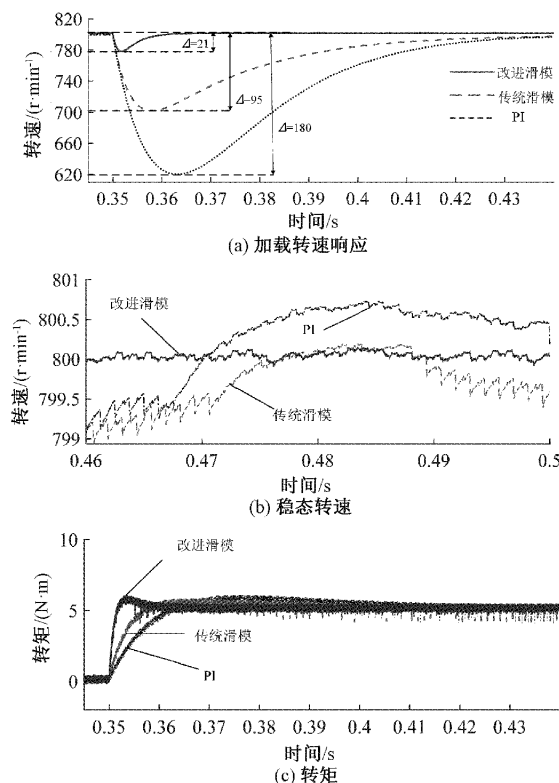 820
780
740
700
660
620
转速/(r·min⁻¹)
Δ=21
Δ=95
Δ=180
改进滑模
传统滑模
PI
0.35 0.36 0.37 0.38 0.39 0.4 0.41 0.42 0.43
时间/s
(a) 加载转速响应
801
800.5
800
799.5
799
转速/(r·min⁻¹)
改进滑模
PI
传统滑模
0.46 0.47 0.48 0.49 0.5
时间/s
(b) 稳态转速
10
5
0
转矩/(N·m)
改进滑模
传统滑模
PI
0.35 0.36 0.37 0.38 0.39 0.4 0.41 0.42 0.43
时间/s
(c) 转矩